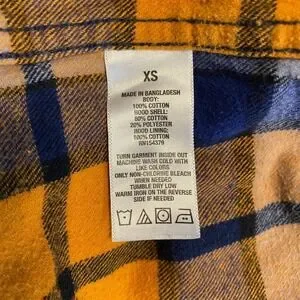 XS
MADE IN BANGLADESH
BODY:
100% COTTON
HOOD SHELL:
80% COTTON
20% POLYESTER
HOOD LINING:
100% COTTON
RN154379
TURN GARMENT INSIDE OUT
MACHINE WASH COLD WITH
LIKE COLORS
ONLY NON-CHLORINE BLEACH
WHEN NEEDED
TUMBLE DRY LOW
WARM IRON ON THE REVERSE
SIDE IF NEEDED